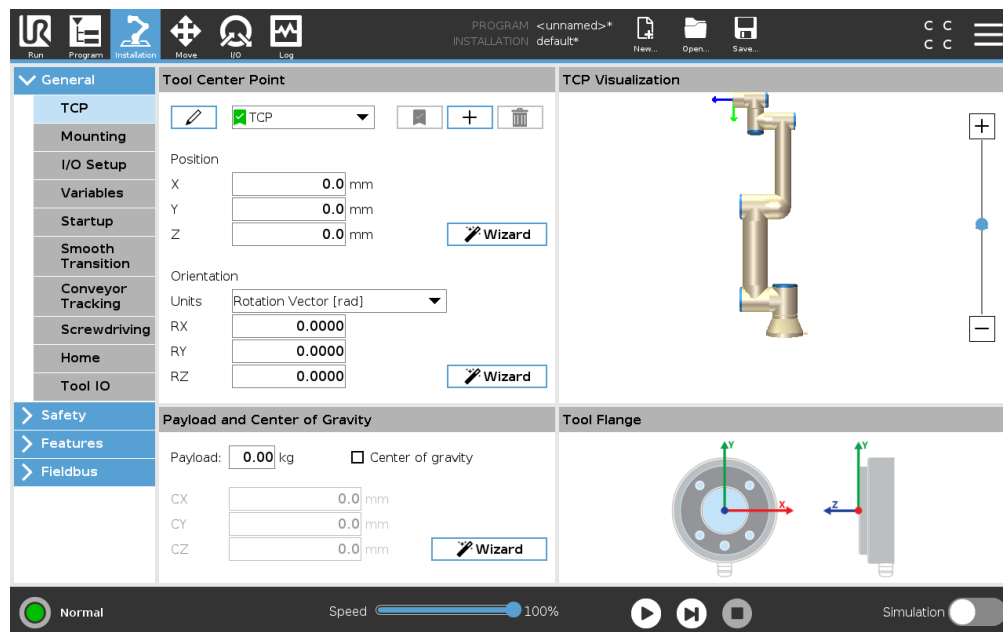 PROGRAM <unnamed>*
INSTALLATION default*
UR
Run
Program
Installation
Move
I/O
Log
New...
Open...
Save...
C C
C C
General
TCP
Mounting
I/O Setup
Variables
Startup
Smooth
Transition
Conveyor
Tracking
Screwdriving
Home
Tool IO
Safety
Features
Fieldbus
Tool Center Point
TCP
Position
X 0.0 mm
Y 0.0 mm
Z 0.0 mm
Wizard
Orientation
Units Rotation Vector [rad]
RX 0.0000
RY 0.0000
RZ 0.0000
Wizard
Payload and Center of Gravity
Payload: 0.00 kg Center of gravity
CX 0.0 mm
CY 0.0 mm
CZ 0.0 mm
Wizard
TCP Visualization
Tool Flange
Y
X
Y
Z
Normal
Speed 100%
Simulation